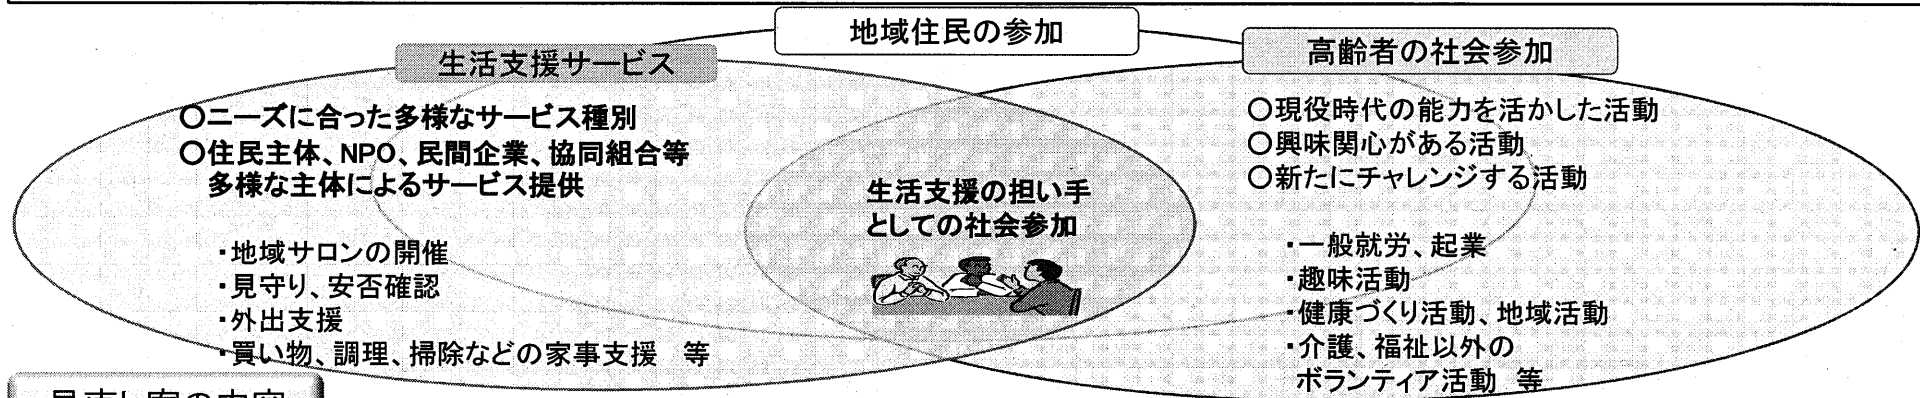 地域住民の参加
生活支援サービス
〇ニーズに合った多様なサービス種別
〇住民主体、NPO、民間企業、協同組合等
多様な主体によるサービス提供
・地域サロンの開催
・見守り、安否確認
・外出支援
・買い物、調理、掃除などの家事支援 等
生活支援の担い手
としての社会参加
高齢者の社会参加
〇現役時代の能力を活かした活動
〇興味関心がある活動
〇新たにチャレンジする活動
・一般就労、起業
・趣味活動
・健康づくり活動、地域活動
・介護、福祉以外の
ボランティア活動 等